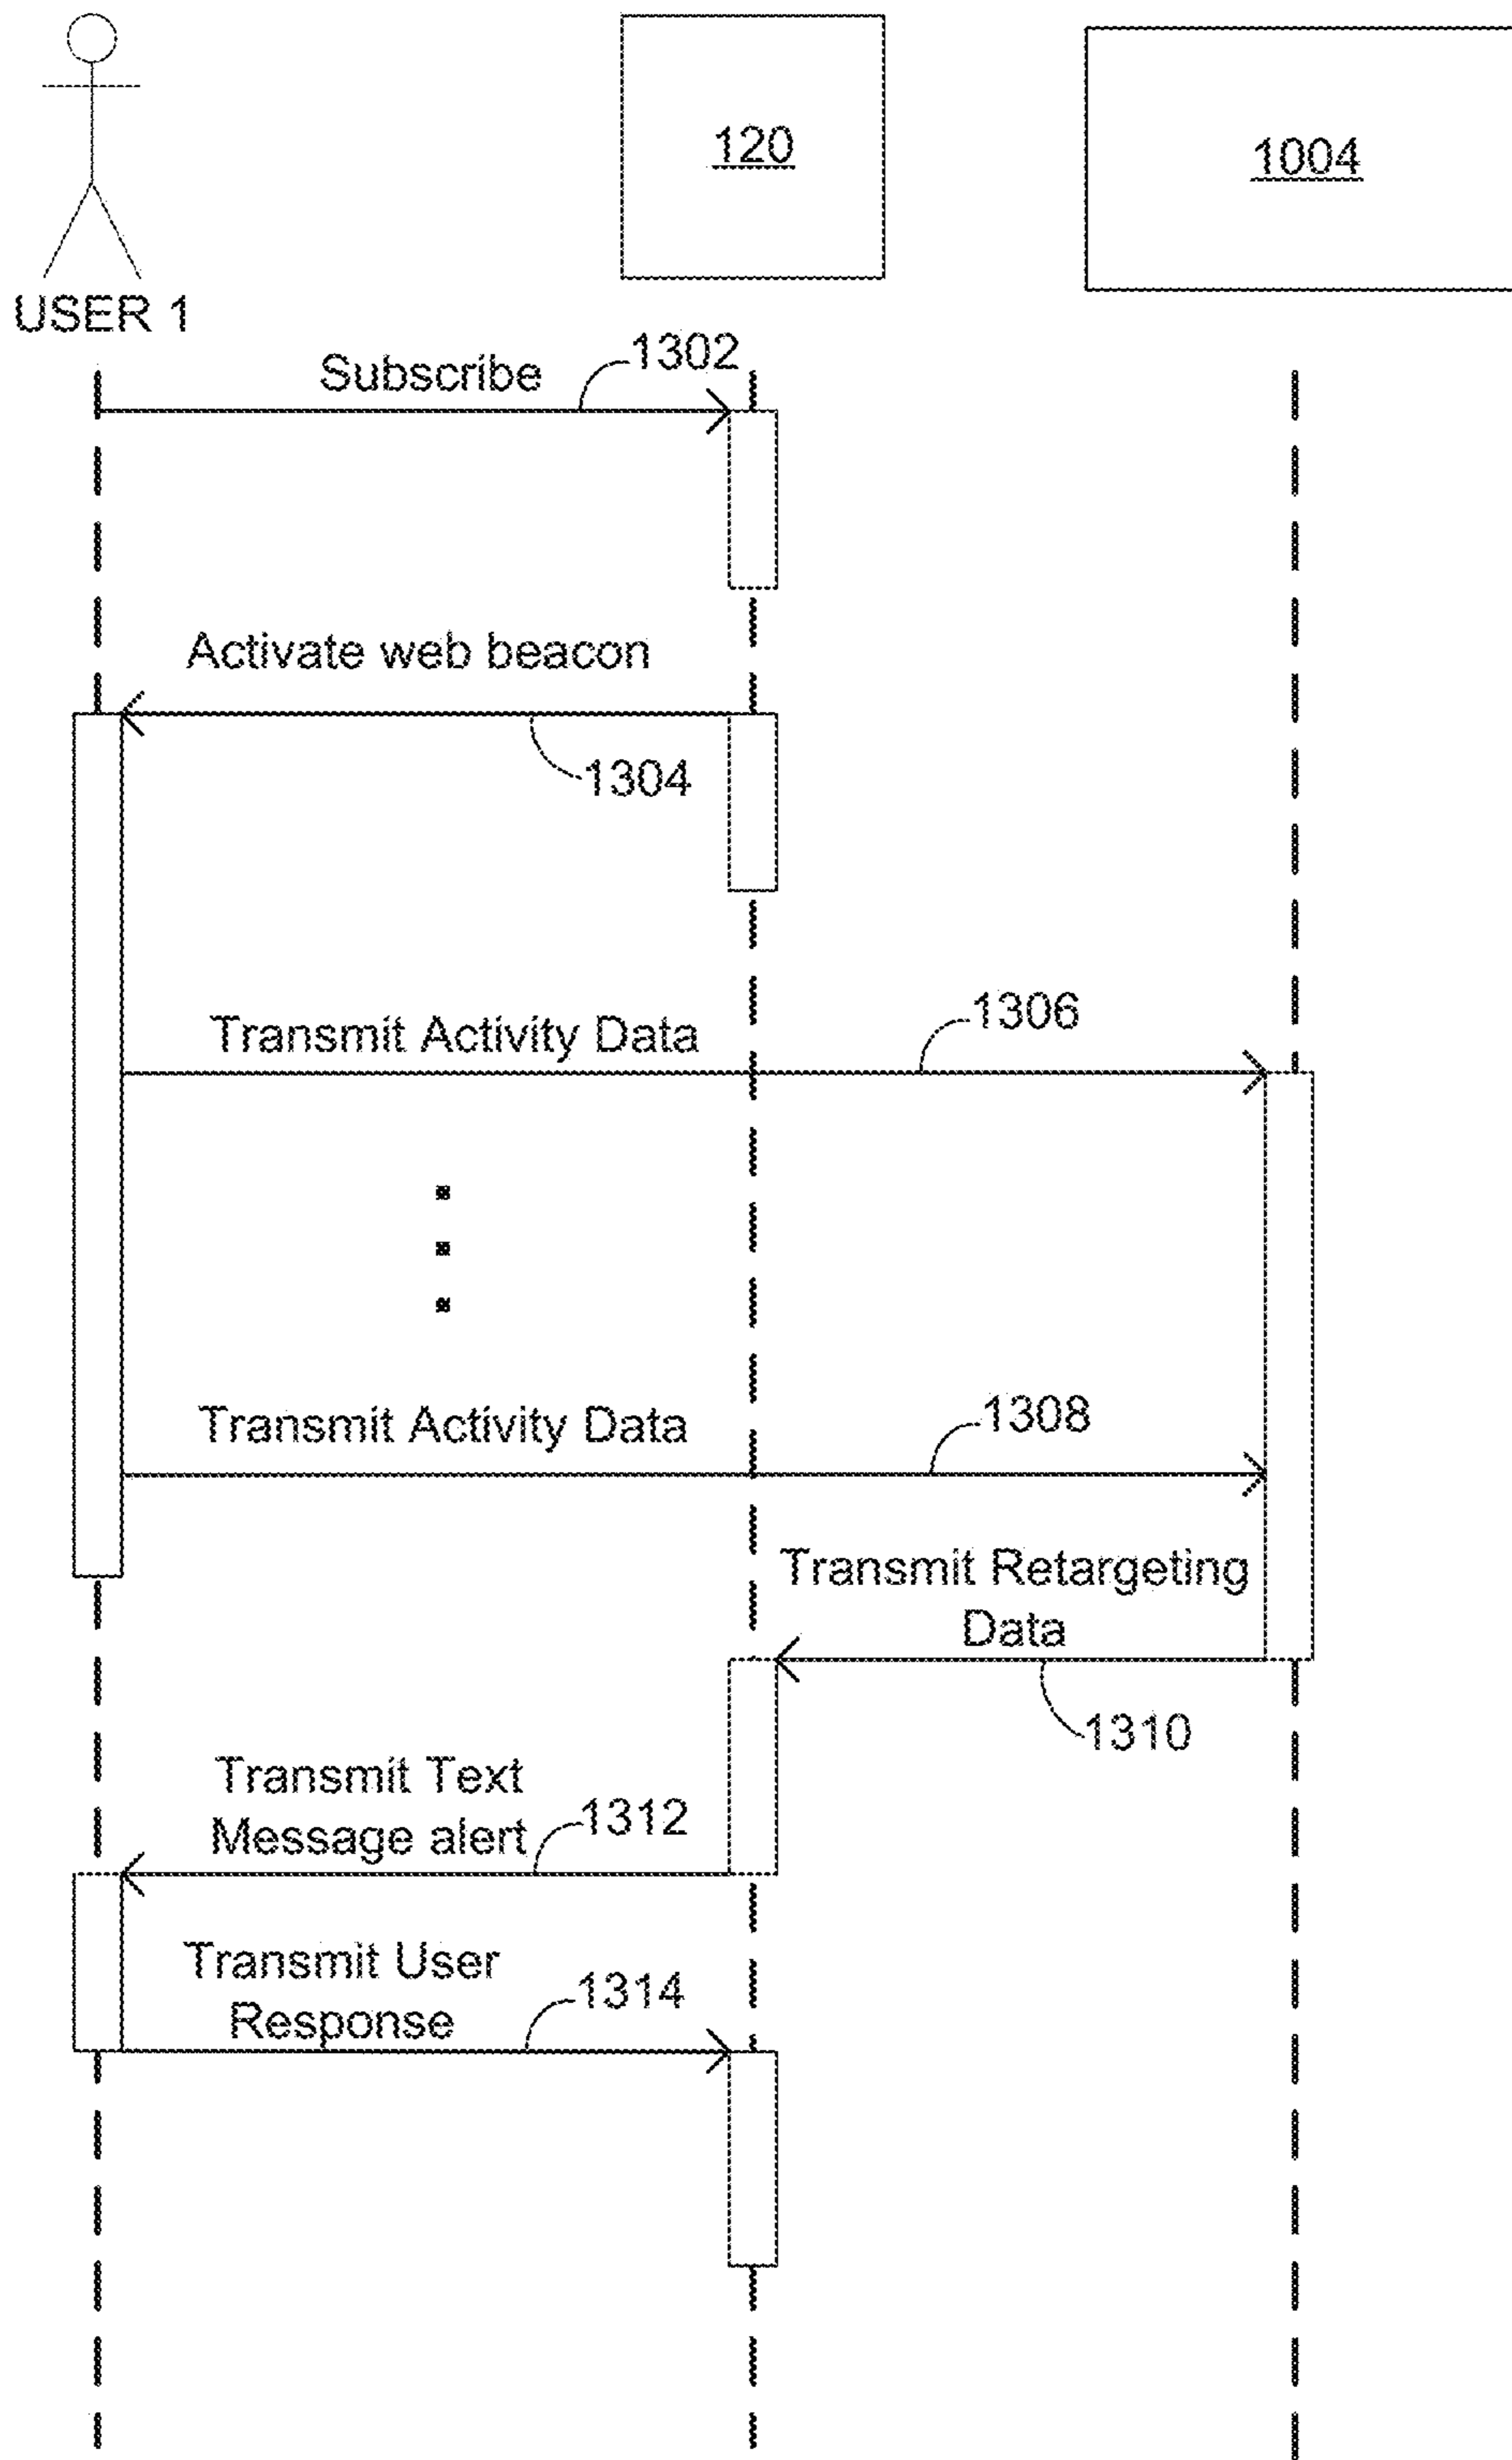 120
1004
USER 1
Subscribe
1302
Activate web beacon
1304
1306
Transmit Activity Data
1308
Transmit Activity Data
Transmit Retargeting
Data
1310
Transmit Text
Message alert
1312
Transmit User
Response
1314